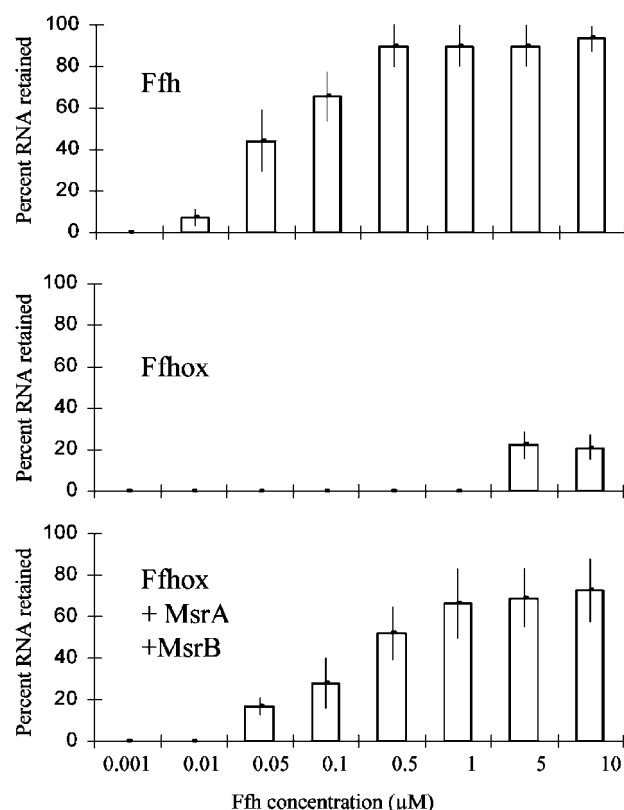 Percent RNA retained
100
80
60
40
20
0
Ffh
Percent RNA retained
100
80
60
40
20
0
Ffhox
Percent RNA retained
100
80
60
40
20
0
Ffhox
+ MsrA
+MsrB
0.001 0.01 0.05 0.1 0.5 1 5 10
Ffh concentration (μM)